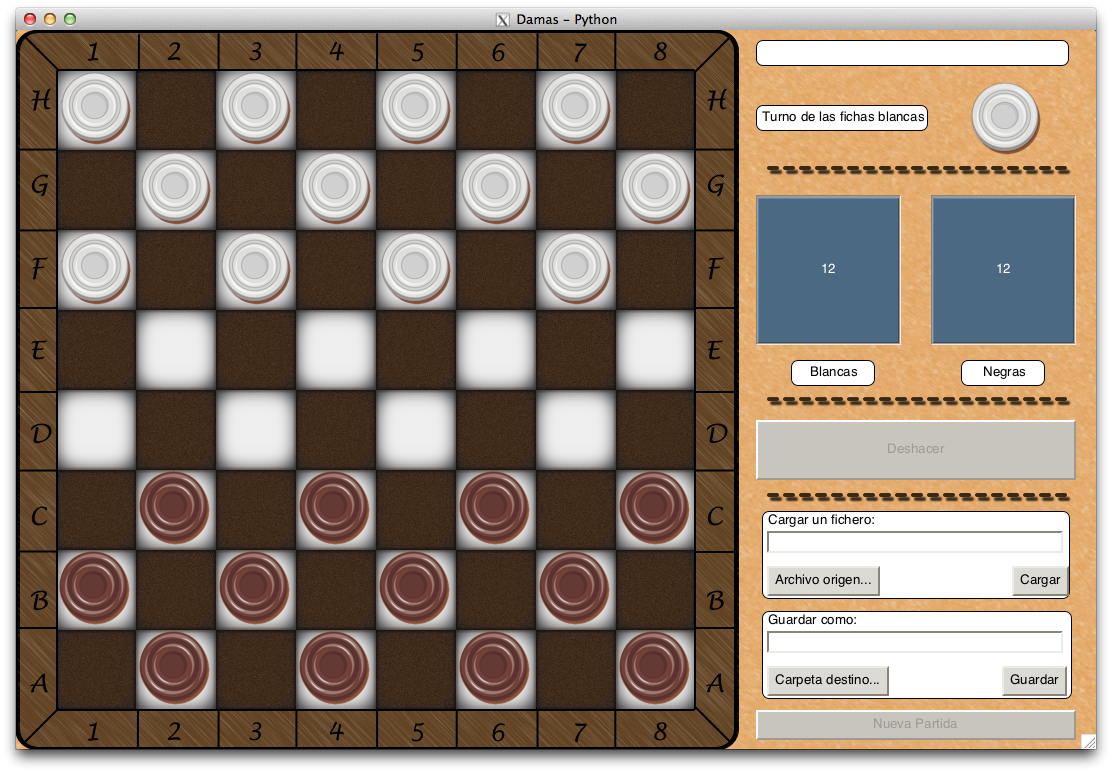 Damas - Python
1 2 3 4 5 6 7 8
H H
G G
F F
E E
D D
C C
B B
A A
1 2 3 4 5 6 7 8
Turno de las fichas blancas
12 12
Blancas Negras
Deshacer
Cargar un fichero:
Archivo origen... Cargar
Guardar como:
Carpeta destino... Guardar
Nueva Partida